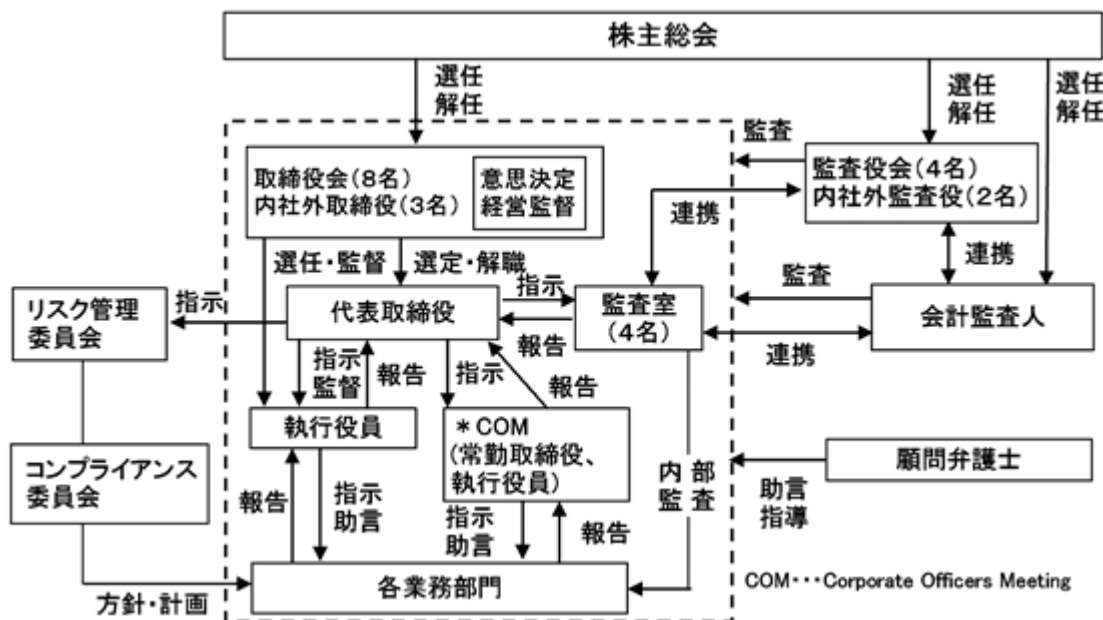 株主総会
選任
解任
選任
解任
選任
解任
監査
取締役会(8名)
内社外取締役(3名)
意思決定
経営監督
監査役会(4名)
内社外監査役(2名)
連携
選任・監督
選定・解職
連携
監査
リスク管理
委員会
指示
代表取締役
指示
報告
監査室
(4名)
会計監査人
連携
指示
監督
報告
指示
報告
執行役員
*COM
(常勤取締役、
執行役員)
コンプライアンス
委員会
内部
監査
顧問弁護士
助言
指導
報告
指示
助言
指示
助言
報告
各業務部門
方針・計画
COM・・・Corporate Officers Meeting